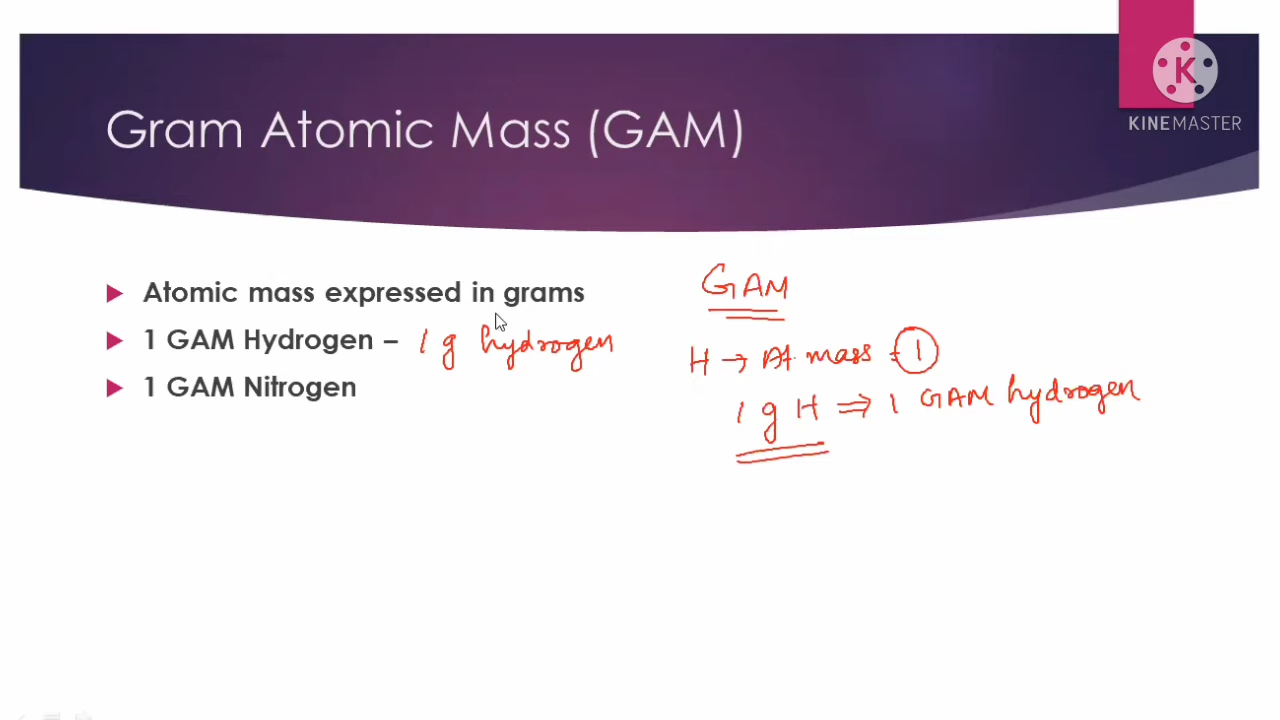 KINEMASTER
Gram Atomic Mass (GAM)
Atomic mass expressed in grams
1 GAM Hydrogen – 1 g hydrogen
1 GAM Nitrogen
GAM
H → At mass - 1
1 g H ⇒ 1 GAM hydrogen